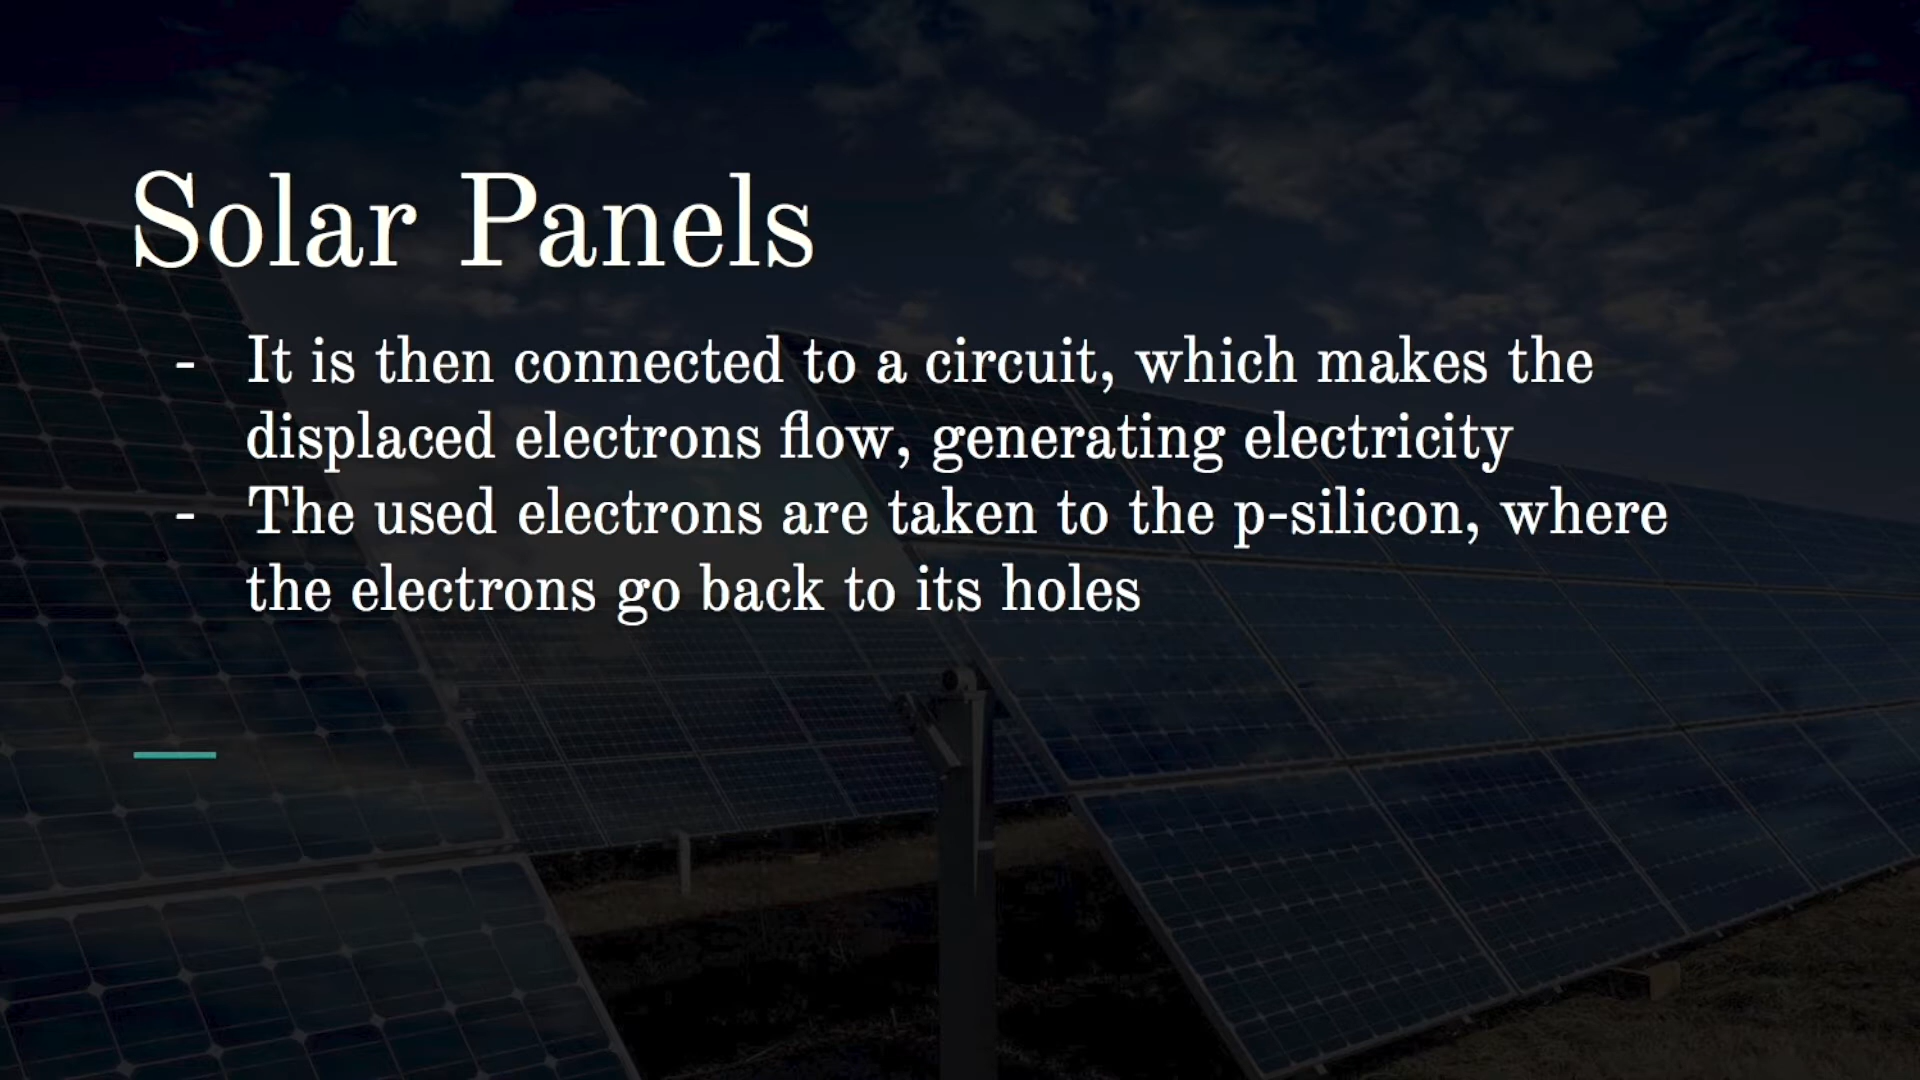 Solar Panels
- It is then connected to a circuit, which makes the
displaced electrons flow, generating electricity
- The used electrons are taken to the p-silicon, where
the electrons go back to its holes